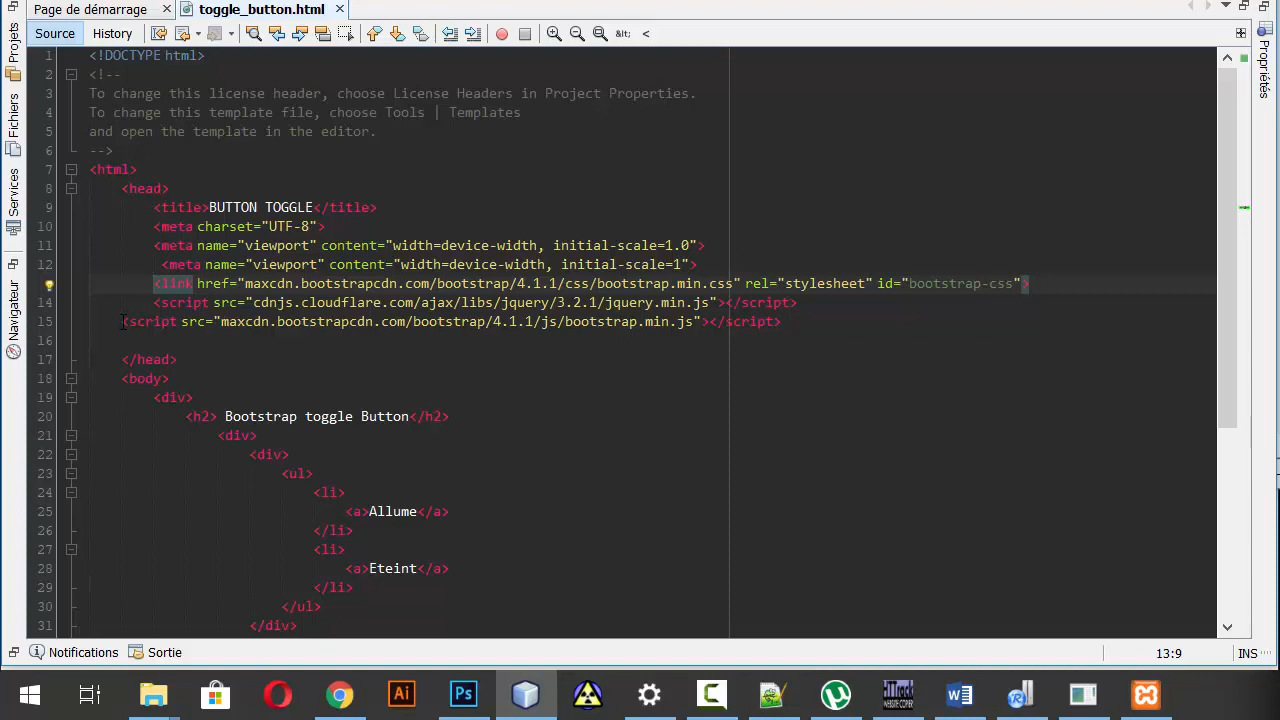 Page de démarrage
toggle_button.html
Source
History
1 <!DOCTYPE html>
2 <!--
3 To change this license header, choose License Headers in Project Properties.
4 To change this template file, choose Tools | Templates
5 and open the template in the editor.
6 -->
7 <html>
8 <head>
9 <title>BUTTON TOGGLE</title>
10 <meta charset="UTF-8">
11 <meta name="viewport" content="width=device-width, initial-scale=1.0">
12 <meta name="viewport" content="width=device-width, initial-scale=1">
13 <link href="maxcdn.bootstrapcdn.com/bootstrap/4.1.1/css/bootstrap.min.css" rel="stylesheet" id="bootstrap-css">
14 <script src="cdnjs.cloudflare.com/ajax/libs/jquery/3.2.1/jquery.min.js"></script>
15 <script src="maxcdn.bootstrapcdn.com/bootstrap/4.1.1/js/bootstrap.min.js"></script>
16
17 </head>
18 <body>
19 <div>
20 <h2> Bootstrap toggle Button</h2>
21 <div>
22 <div>
23 <ul>
24 <li>
25 <a>Allume</a>
26 </li>
27 <li>
28 <a>Eteint</a>
29 </li>
30 </ul>
31 </div>
Projets
Fichiers
Services
Navigateur
Propriétés
Notifications
Sortie
13:9
INS
Ai
Ps